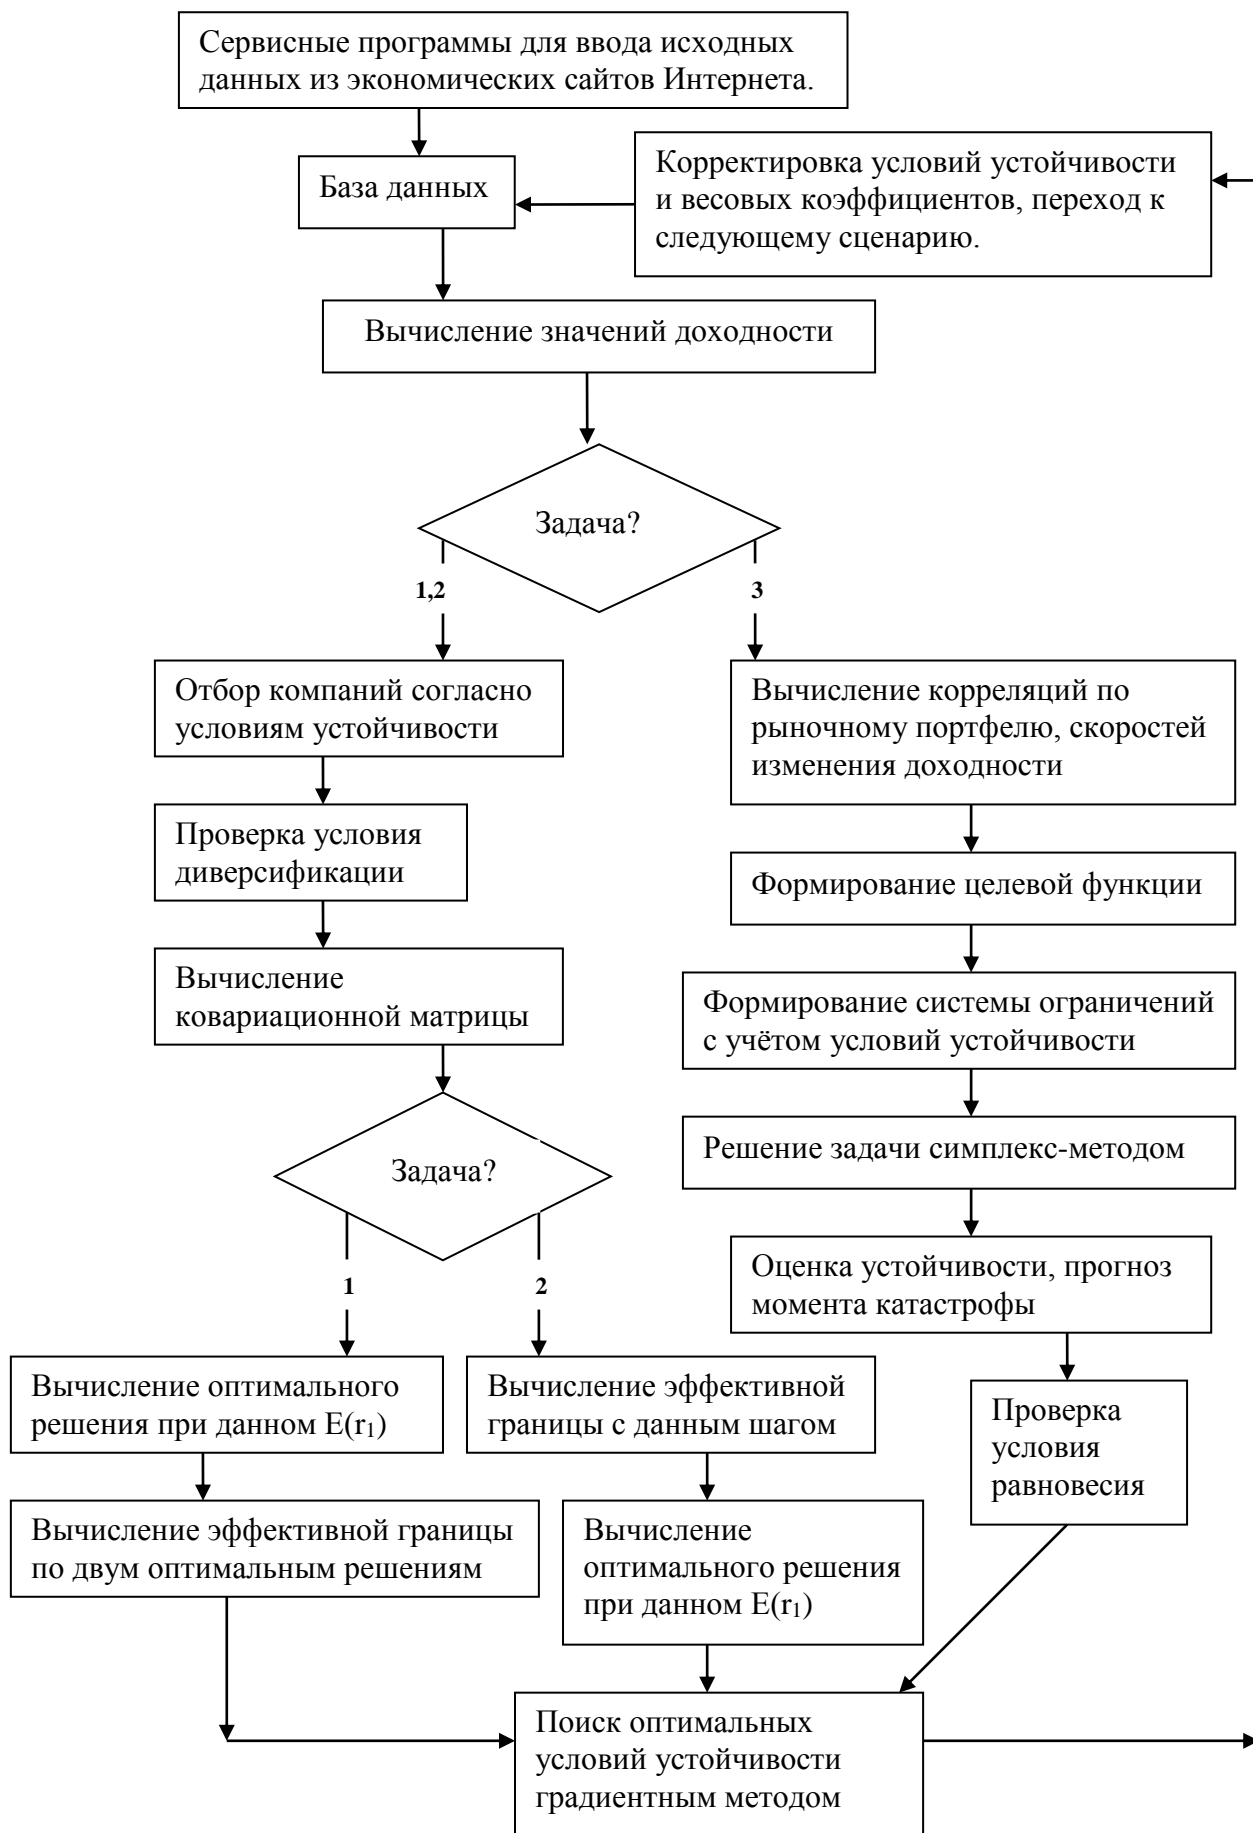 Сервисные программы для ввода исходных
данных из экономических сайтов Интернета.
Корректировка условий устойчивости
и весовых коэффициентов, переход к
следующему сценарию.
База данных
Вычисление значений доходности
Задача?
1,2
3
Отбор компаний согласно
условиям устойчивости
Проверка условия
диверсификации
Вычисление
ковариационной матрицы
Задача?
1
2
Вычисление оптимального
решения при данном E(r₁)
Вычисление эффективной границы
по двум оптимальным решениям
Вычисление эффективной
границы с данным шагом
Вычисление
оптимального решения
при данном E(r₁)
Вычисление корреляций по
рыночному портфелю, скоростей
изменения доходности
Формирование целевой функции
Формирование системы ограничений
с учётом условий устойчивости
Решение задачи симплекс-методом
Оценка устойчивости, прогноз
момента катастрофы
Проверка
условия
равновесия
Поиск оптимальных
условий устойчивости
градиентным методом